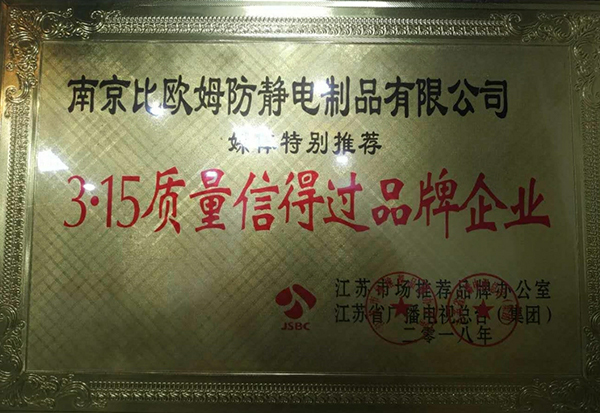 南京比欧姆防静电制品有限公司
媒体特别推荐
3·15质量信得过品牌企业
JSBC
江苏市场推荐品牌办公室
江苏省广播电视总台(集团)
二零一八年